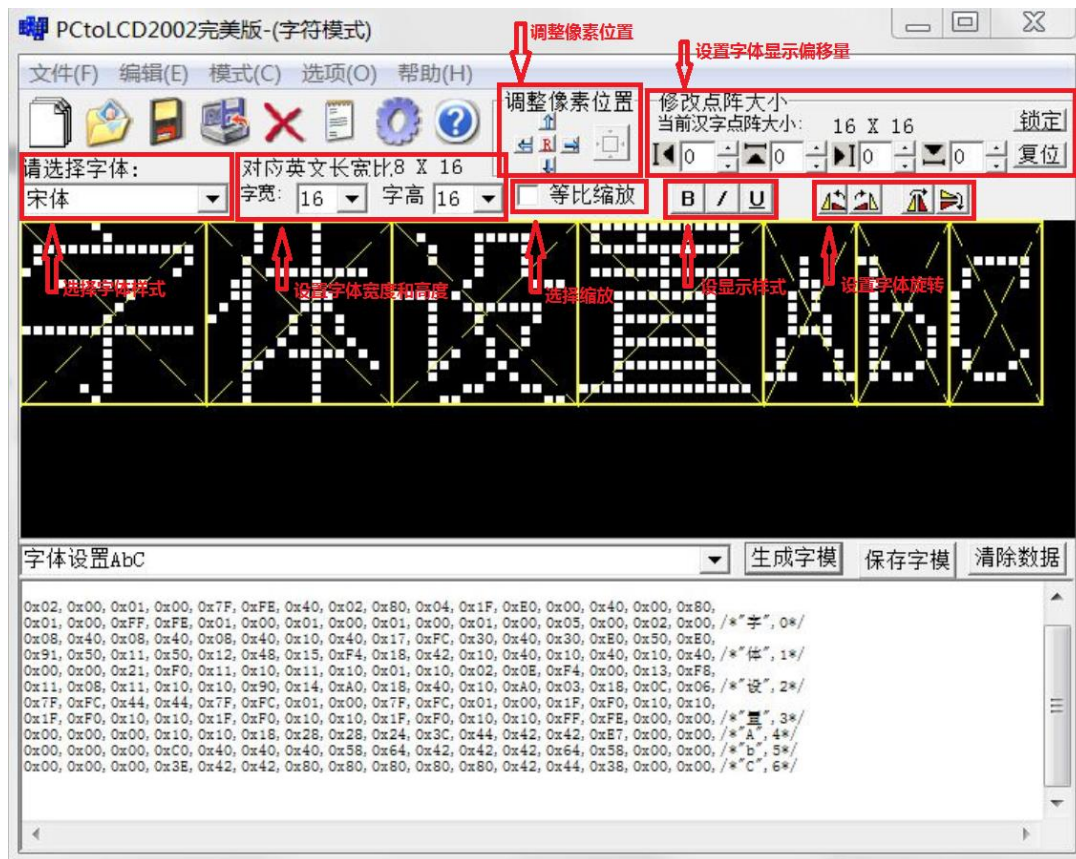 PCtoLCD2002完美版-(字符模式)
调整像素位置
设置字体显示偏移量
文件(F) 编辑(E) 模式(C) 选项(O) 帮助(H)
调整像素位置
修改点阵大小
当前汉字点阵大小: 16 X 16
锁定
R
0 0 0 0 复位
请选择字体:
对应英文长宽比8 X 16
宋体
字宽: 16 字高 16
等比缩放
B I U
字体设置AbC
选择字体样式
设置字体宽度和高度
选择缩放
设显示样式
设置字体旋转
字体设置AbC
生成字模 保存字模 清除数据
0x02, 0x00, 0x01, 0x00, 0x7F, 0xFE, 0x40, 0x02, 0x80, 0x04, 0x1F, 0xE0, 0x00, 0x40, 0x00, 0x80,
0x01, 0x00, 0xFF, 0xFE, 0x01, 0x00, 0x01, 0x00, 0x01, 0x00, 0x01, 0x00, 0x05, 0x00, 0x02, 0x00, /*"字", 0*/
0x08, 0x40, 0x08, 0x40, 0x08, 0x40, 0x10, 0x40, 0x17, 0xFC, 0x30, 0x40, 0x30, 0xE0, 0x50, 0xE0,
0x91, 0x50, 0x11, 0x50, 0x12, 0x48, 0x15, 0xF4, 0x18, 0x42, 0x10, 0x40, 0x10, 0x40, 0x10, 0x40, /*"体", 1*/
0x00, 0x00, 0x21, 0xF0, 0x11, 0x10, 0x11, 0x10, 0x01, 0x10, 0x02, 0x0E, 0xF4, 0x00, 0x13, 0xF8,
0x11, 0x08, 0x11, 0x10, 0x10, 0x90, 0x14, 0xA0, 0x18, 0x40, 0x10, 0xA0, 0x03, 0x18, 0x0C, 0x06, /*"设", 2*/
0x7F, 0xFC, 0x44, 0x44, 0x7F, 0xFC, 0x01, 0x00, 0x7F, 0xFC, 0x01, 0x00, 0x1F, 0xF0, 0x10, 0x10,
0x1F, 0xF0, 0x10, 0x10, 0x1F, 0xF0, 0x10, 0x10, 0x1F, 0xF0, 0x10, 0x10, 0xFF, 0xFE, 0x00, 0x00, /*"置", 3*/
0x00, 0x00, 0x00, 0x10, 0x10, 0x18, 0x28, 0x28, 0x24, 0x3C, 0x44, 0x42, 0x42, 0xE7, 0x00, 0x00, /*"A", 4*/
0x00, 0x00, 0x00, 0xC0, 0x40, 0x40, 0x40, 0x58, 0x64, 0x42, 0x42, 0x42, 0x64, 0x58, 0x00, 0x00, /*"b", 5*/
0x00, 0x00, 0x00, 0x3E, 0x42, 0x42, 0x80, 0x80, 0x80, 0x80, 0x80, 0x42, 0x44, 0x38, 0x00, 0x00, /*"C", 6*/